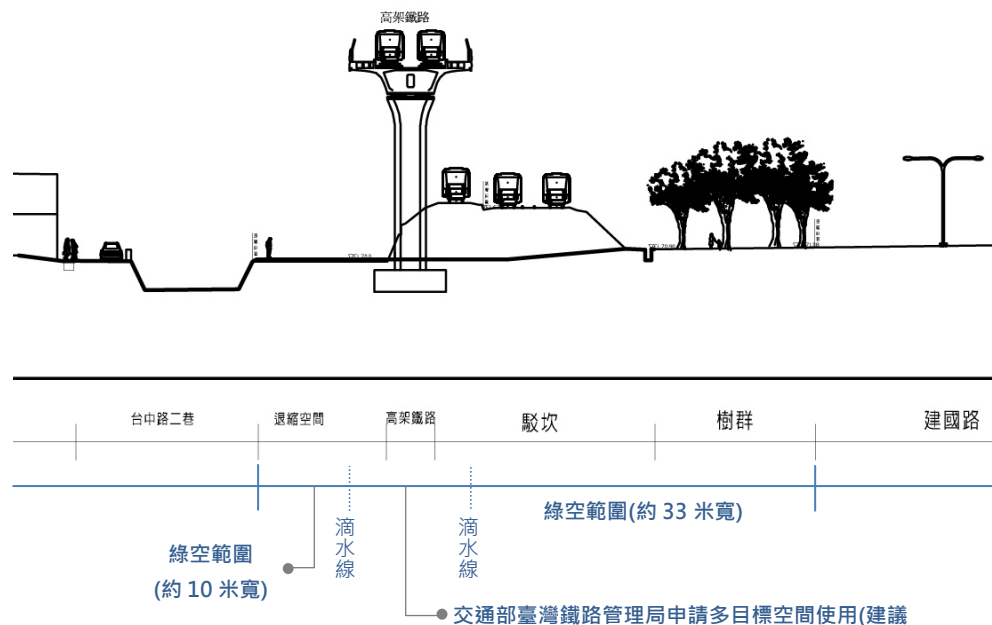 高架鐵路
台中路二巷
退縮空間
高架鐵路
駁坎
樹群
建國路
綠空範圍(約 33 米寬)
滴水線
滴水線
綠空範圍
(約 10 米寬)
交通部臺灣鐵路管理局申請多目標空間使用(建議